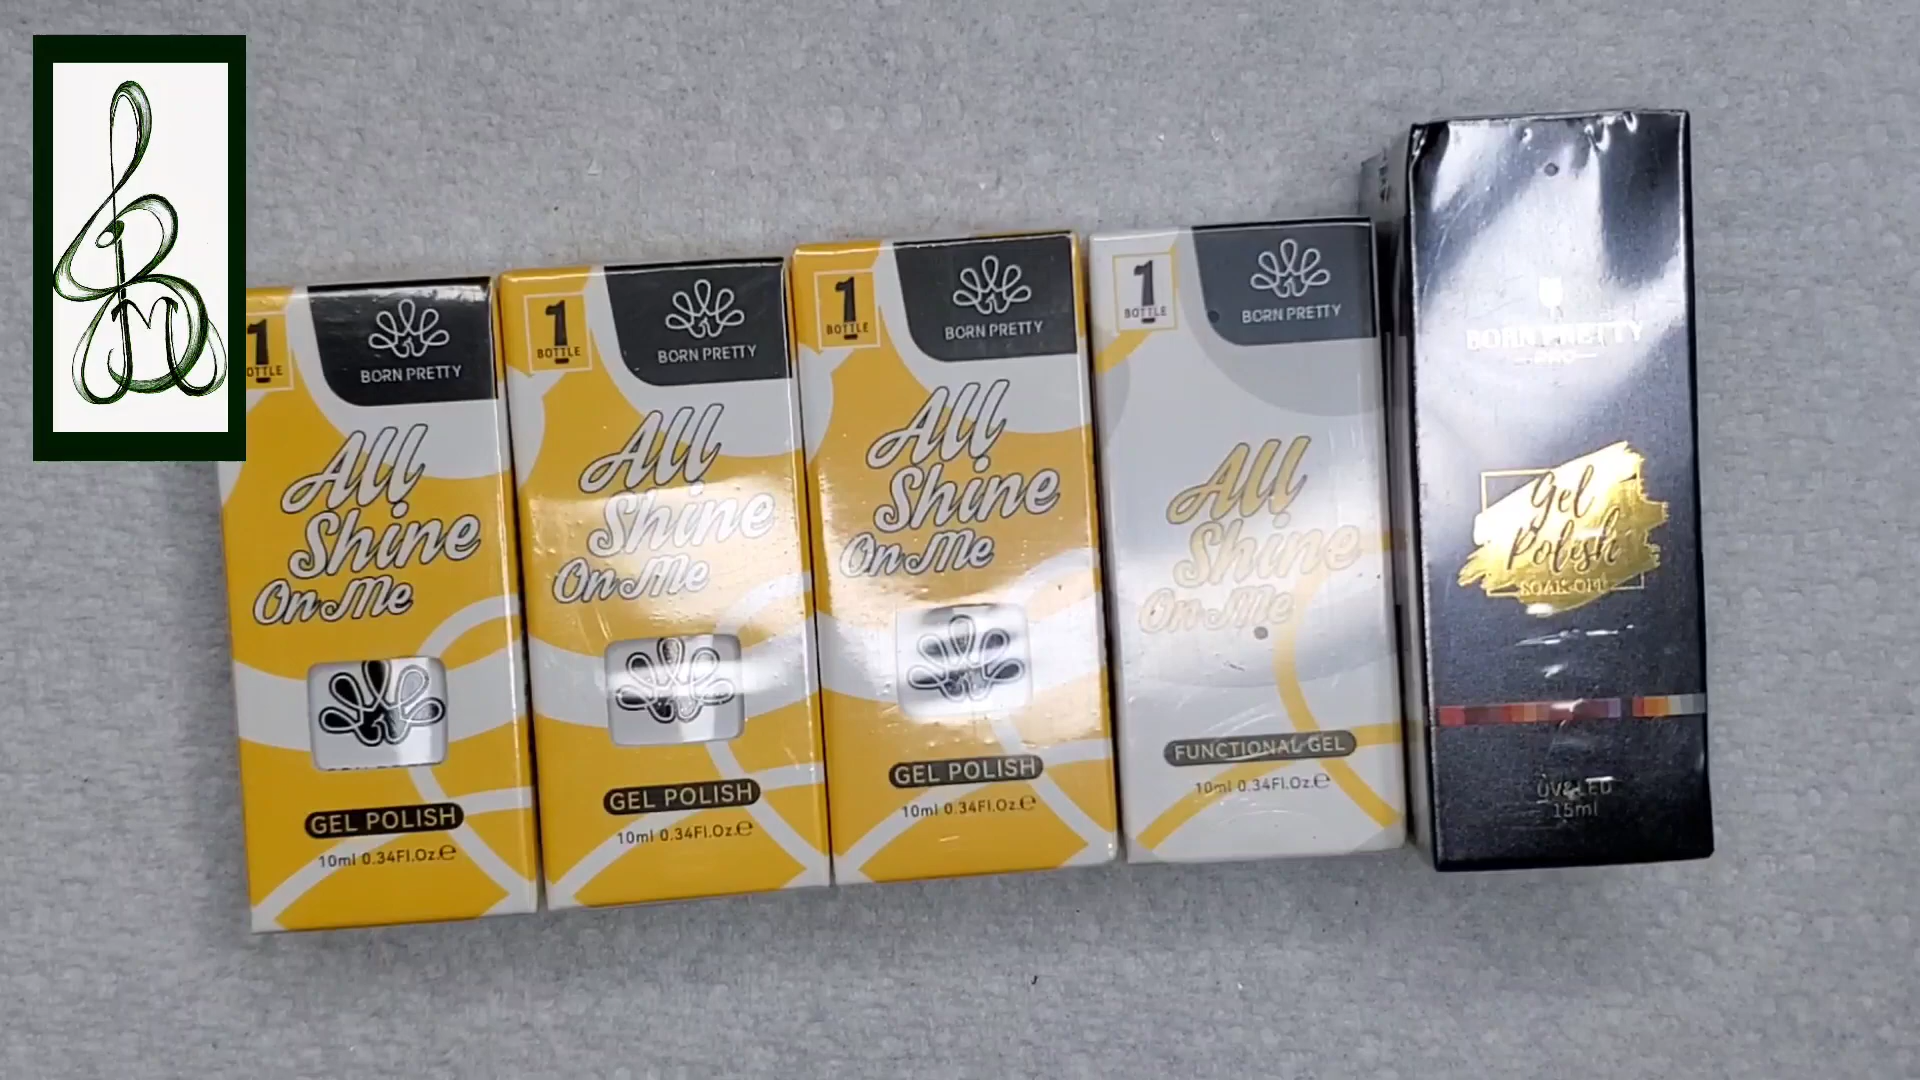 BM
1
OTTLE
BORN PRETTY
All
Shine
On Me
GEL POLISH
10ml 0.34Fl.Oz.℮
1
BOTTLE
BORN PRETTY
All
Shine
On Me
GEL POLISH
10ml 0.34Fl.Oz.℮
1
BOTTLE
BORN PRETTY
All
Shine
On Me
GEL POLISH
10ml 0.34Fl.Oz.℮
1
BOTTLE
BORN PRETTY
All
Shine
On Me
FUNCTIONAL GEL
10ml 0.34Fl.Oz.℮
BORN PRETTY
PRO
Gel
Polish
SOAK-OFF
UV&LED
15ml